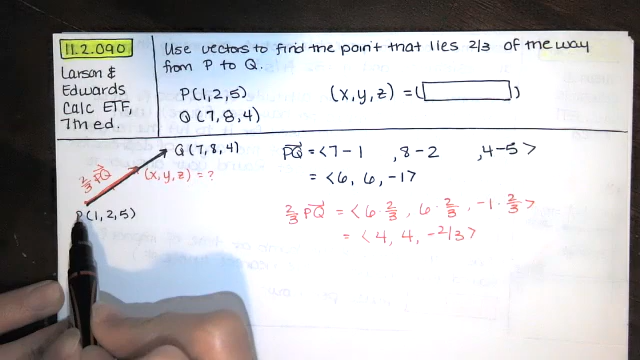 11.2.090
Larson &
Edwards
Calc ETF,
7th ed.
Use vectors to find the point that lies 2/3 of the way
from P to Q.
P(1,2,5)
Q(7,8,4)
(x,y,z) = ( )
Q(7,8,4)
2/3 PQ
(x,y,z) = ?
P(1,2,5)
PQ = <7-1 , 8-2 , 4-5>
= <6, 6, -1>
2/3 PQ = <6·2/3, 6·2/3, -1·2/3>
= <4, 4, -2/3>